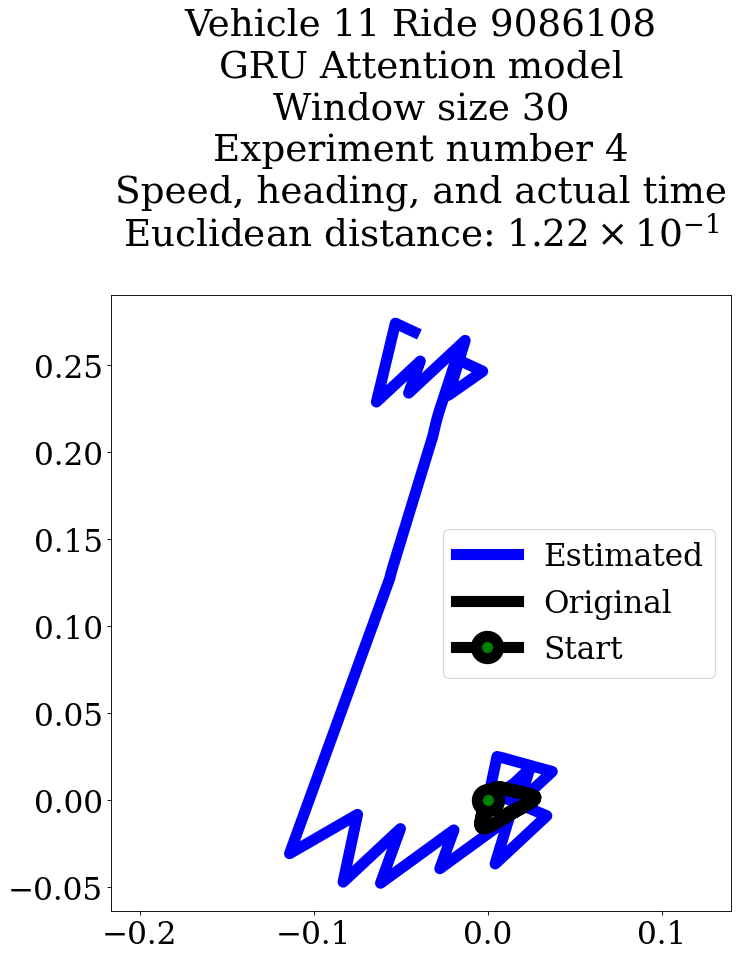 Vehicle 11 Ride 9086108
GRU Attention model
Window size 30
Experiment number 4
Speed, heading, and actual time
Euclidean distance: 1.22 × 10⁻¹
0.25
0.20
0.15
0.10
0.05
0.00
−0.05
Estimated
Original
Start
−0.2
−0.1
0.0
0.1